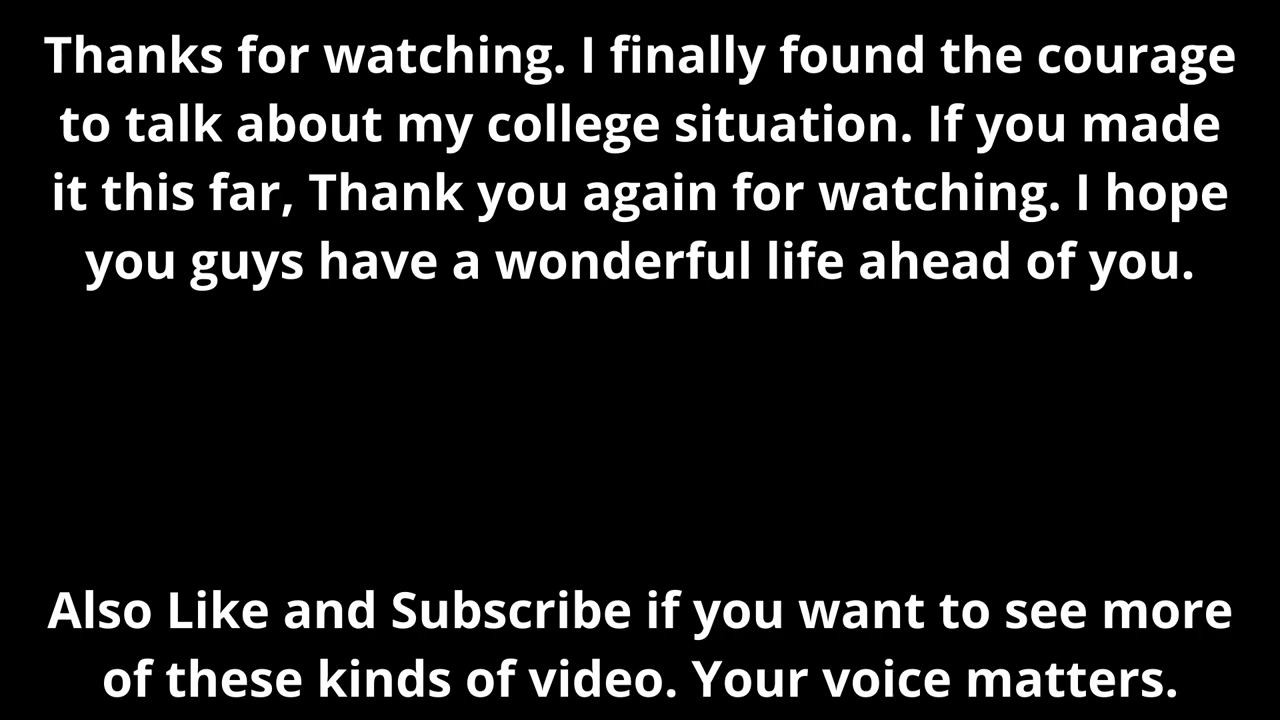 Thanks for watching. I finally found the courage
to talk about my college situation. If you made
it this far, Thank you again for watching. I hope
you guys have a wonderful life ahead of you.
Also Like and Subscribe if you want to see more
of these kinds of video. Your voice matters.